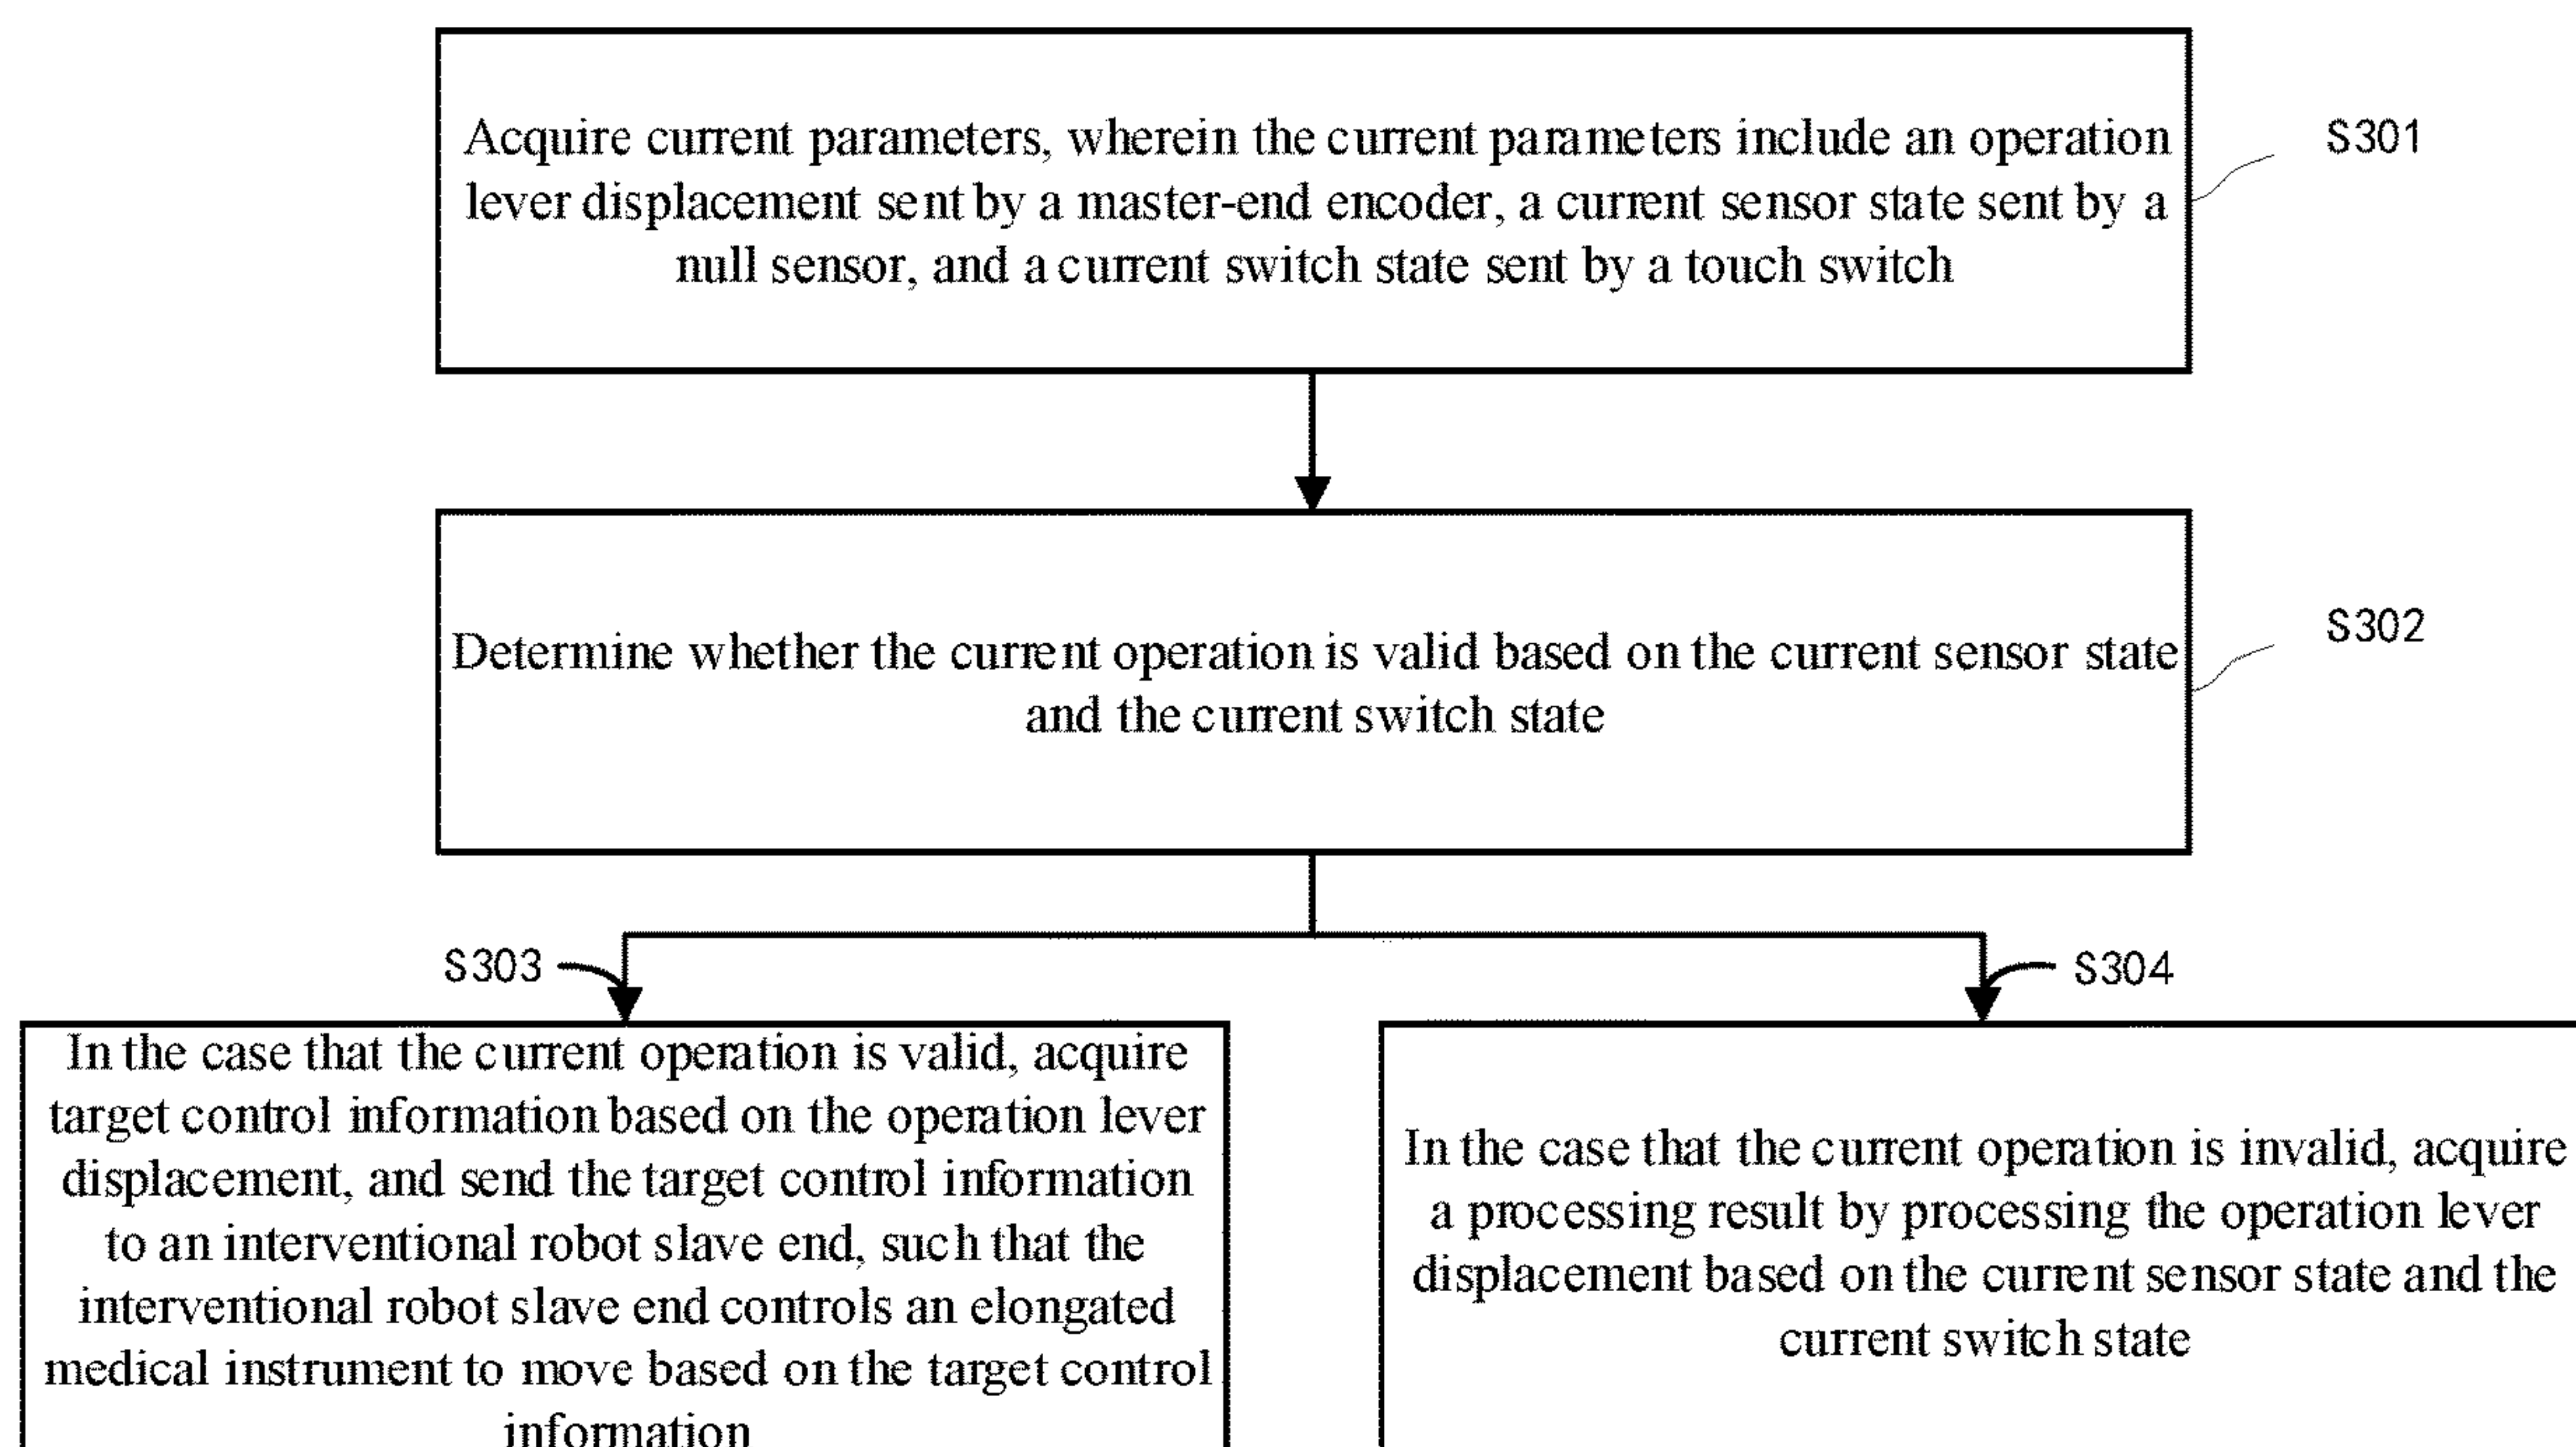 Acquire current parameters, wherein the current parameters include an operation
lever displacement sent by a master-end encoder, a current sensor state sent by a
null sensor, and a current switch state sent by a touch switch
S301
Determine whether the current operation is valid based on the current sensor state
and the current switch state
S302
S303
In the case that the current operation is valid, acquire
target control information based on the operation lever
displacement, and send the target control information
to an interventional robot slave end, such that the
interventional robot slave end controls an elongated
medical instrument to move based on the target control
information
S304
In the case that the current operation is invalid, acquire
a processing result by processing the operation lever
displacement based on the current sensor state and the
current switch state